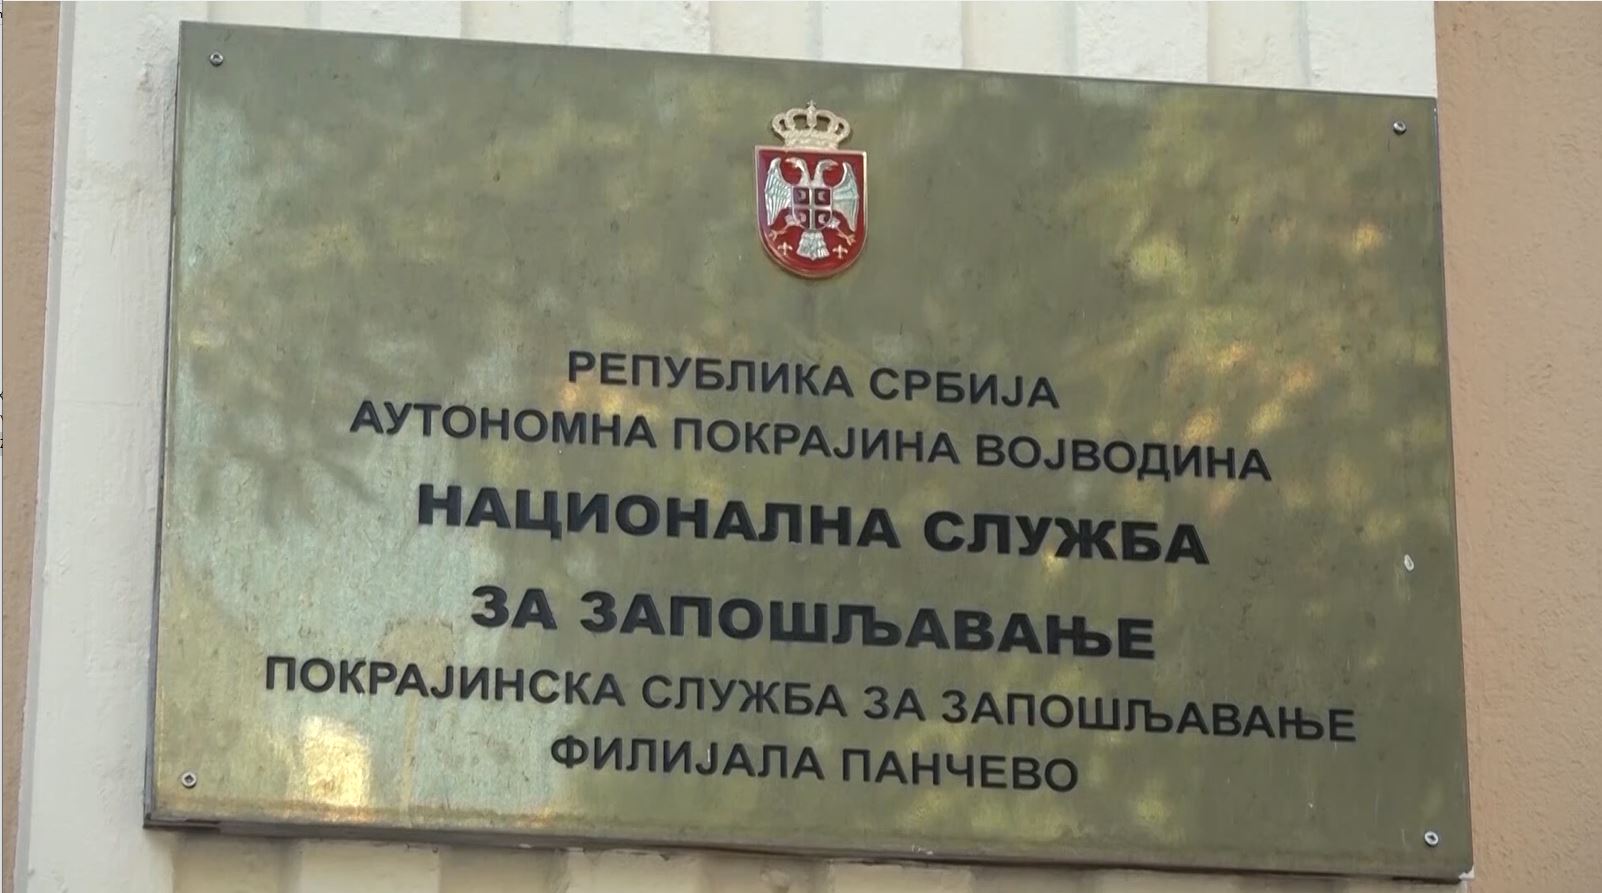 РЕПУБЛИКА СРБИЈА
АУТОНОМНА ПОКРАЈИНА ВОЈВОДИНА
НАЦИОНАЛНА СЛУЖБА
ЗА ЗАПОШЉАВАЊЕ
ПОКРАЈИНСКА СЛУЖБА ЗА ЗАПОШЉАВАЊЕ
ФИЛИЈАЛА ПАНЧЕВО